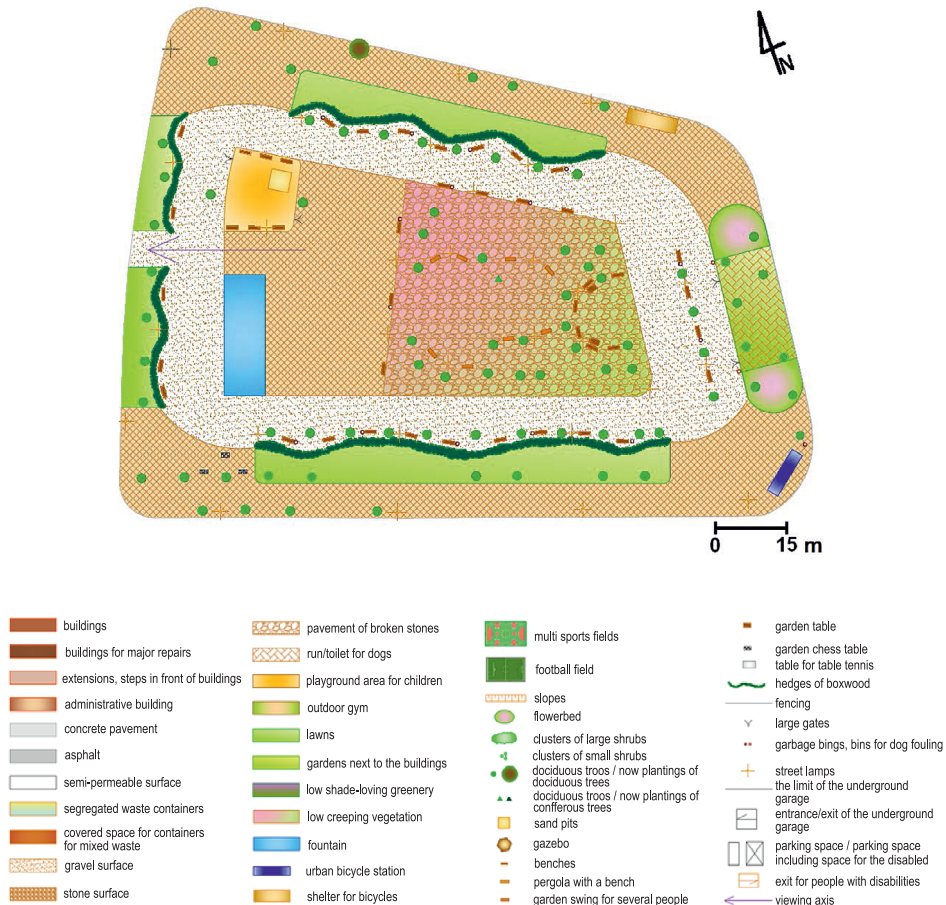 N
0 15 m
buildings
buildings for major repairs
extensions, steps in front of buildings
administrative building
concrete pavement
asphalt
semi-permeable surface
segregated waste containers
covered space for containers
for mixed waste
gravel surface
stone surface
pavement of broken stones
run/toilet for dogs
playground area for children
outdoor gym
lawns
gardens next to the buildings
low shade-loving greenery
low creeping vegetation
fountain
urban bicycle station
shelter for bicycles
multi sports fields
football field
slopes
flowerbed
clusters of large shrubs
clusters of small shrubs
dociduous troos / now plantings of
dociduous trees
dociduous troos / now plantings of
confferous trees
sand pits
gazebo
benches
pergola with a bench
garden swing for several people
garden table
garden chess table
table for table tennis
hedges of boxwood
fencing
large gates
garbage bings, bins for dog fouling
street lamps
the limit of the underground
garage
entrance/exit of the underground
garage
parking space / parking space
including space for the disabled
exit for people with disabilities
viewing axis